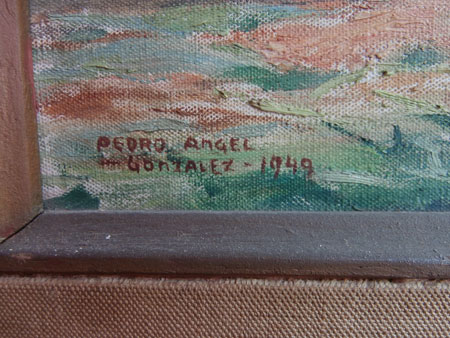 PEDRO ANGEL
GONZALEZ - 1949